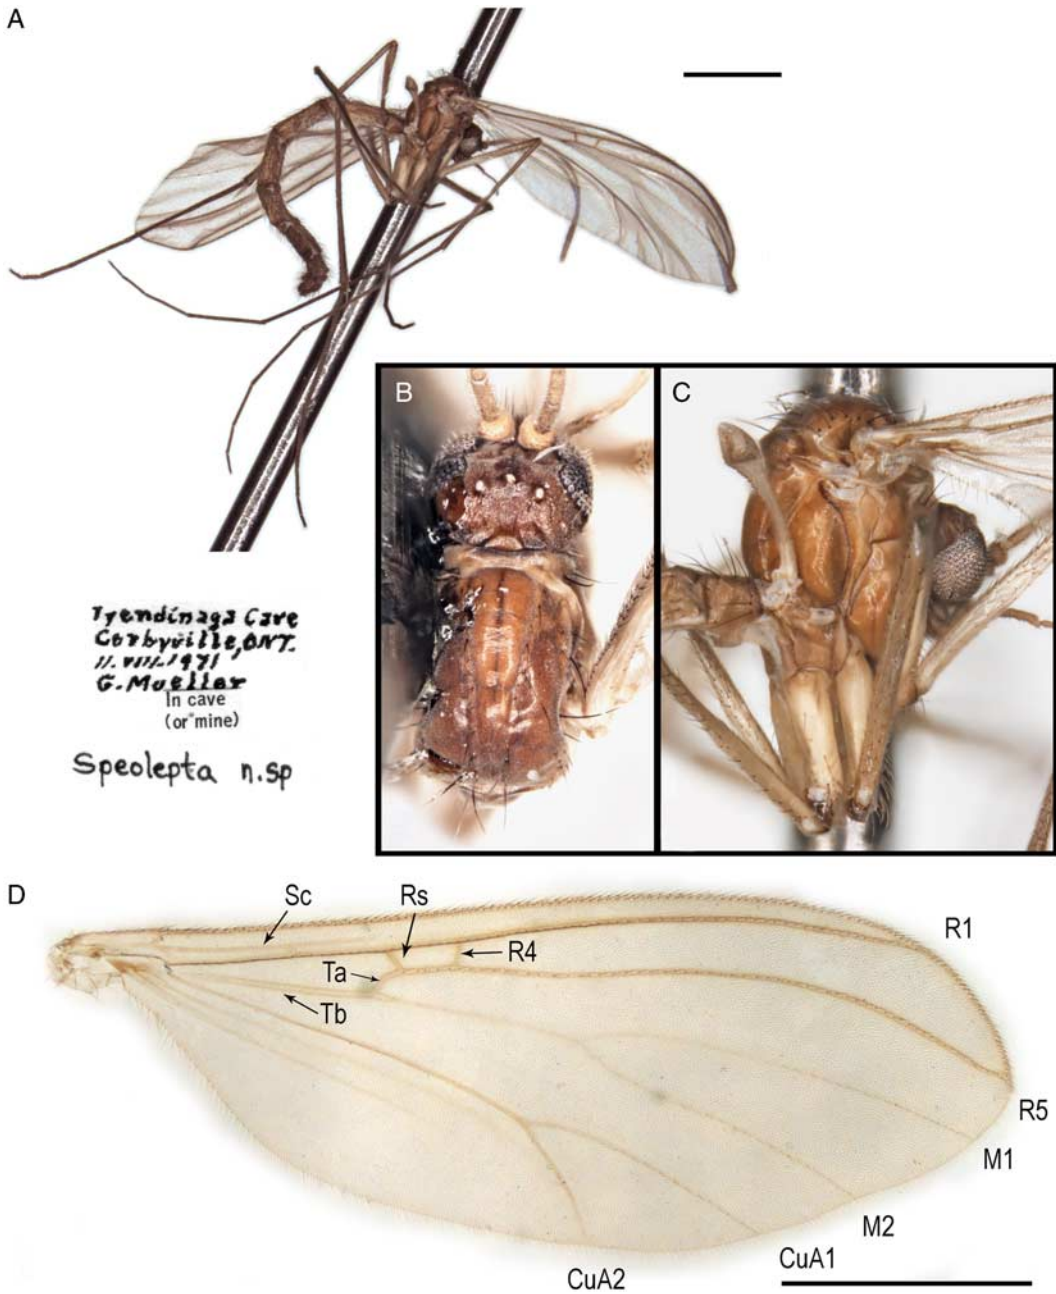 A
Tyendinaga Cave
Corbyville, ONT.
11.VIII.1971
G. Mueller
In cave
(or mine)
Speolepta n.sp
B
C
D
Sc
Rs
R1
R4
Ta
Tb
R5
M1
M2
CuA1
CuA2